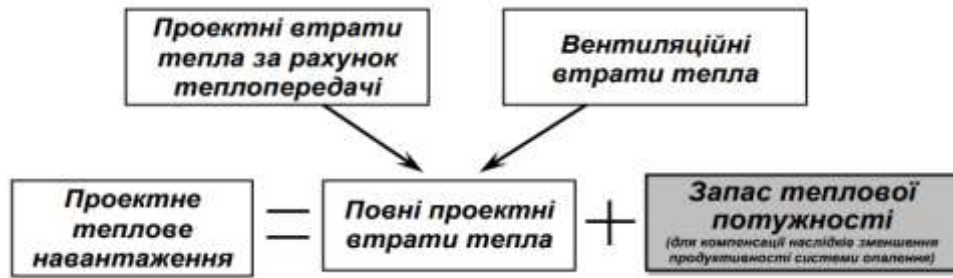 Проектні втрати
тепла за рахунок
теплопередачі
Вентиляційні
втрати тепла
Проектне
теплове
навантаження
=
Повні проектні
втрати тепла
+
Запас теплової
потужності
(для компенсації наслідків зменшення
продуктивності системи опалення)